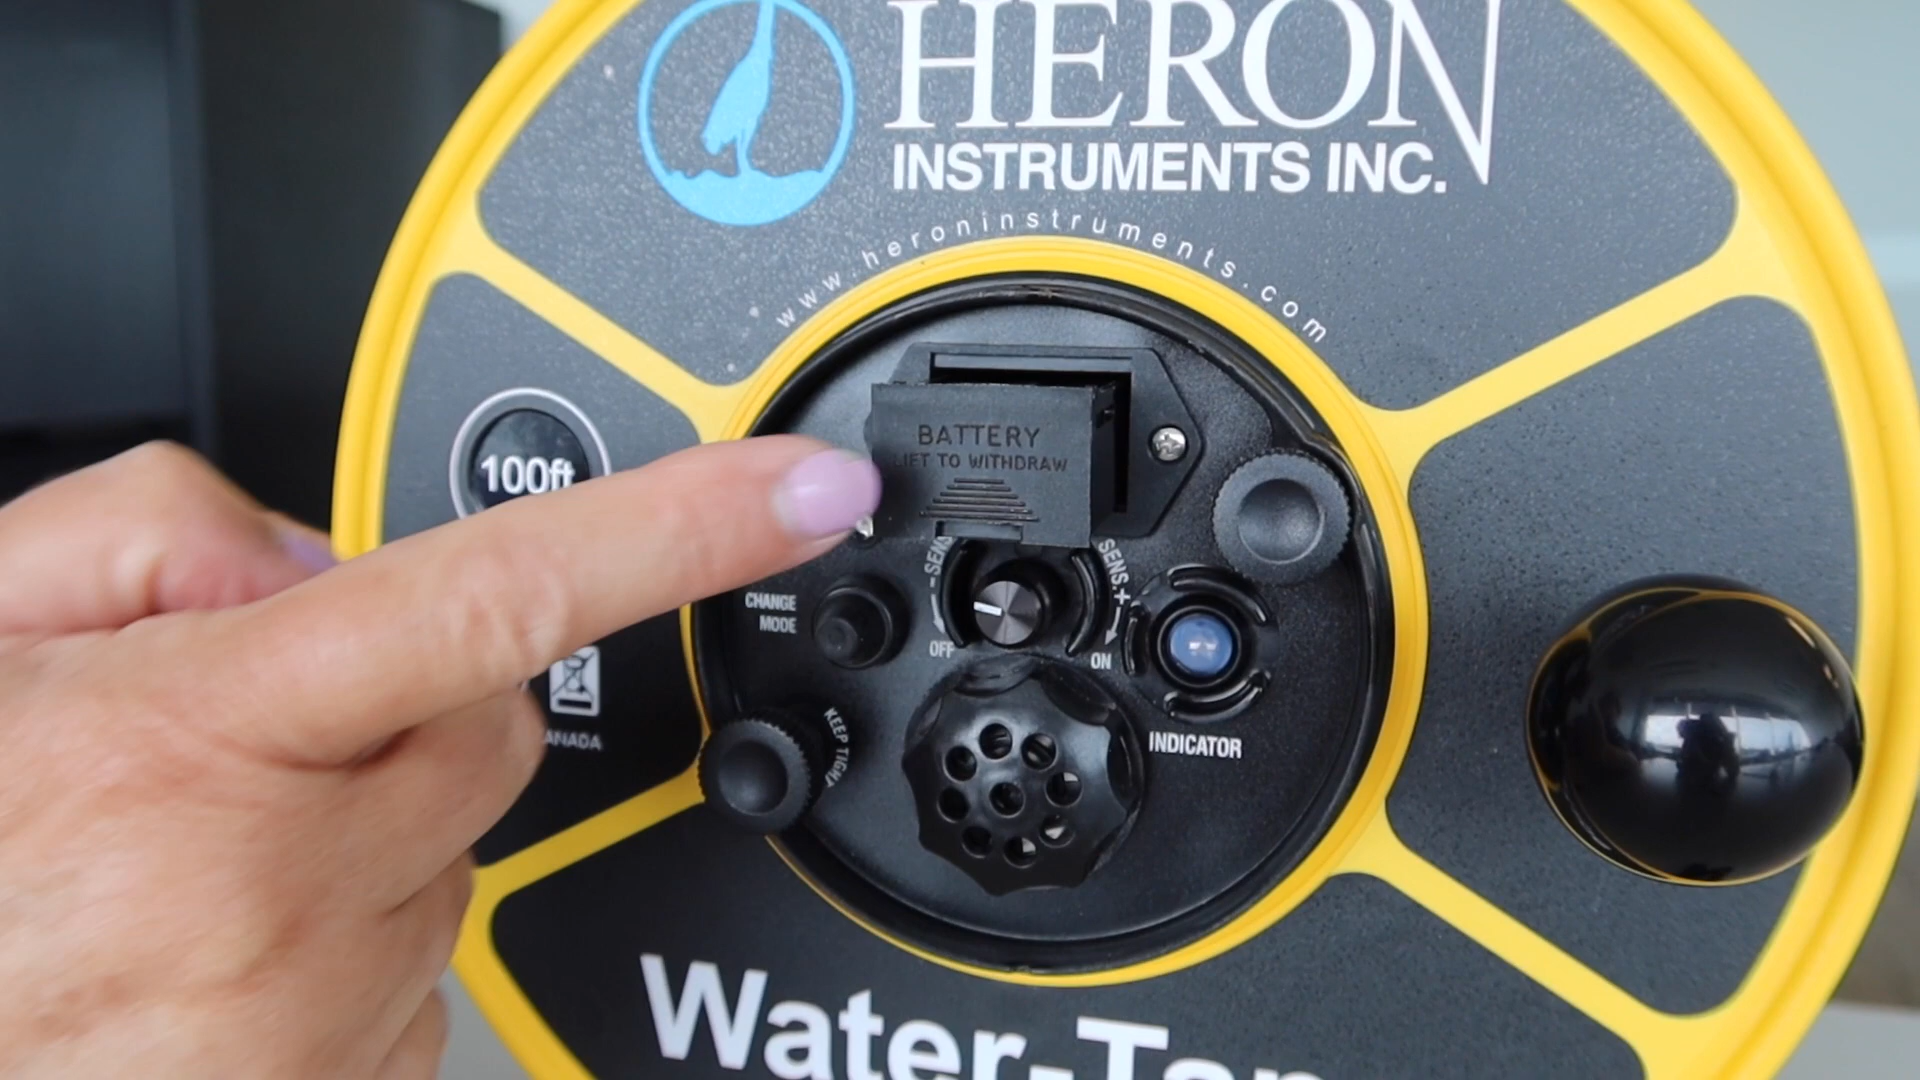 HERON
INSTRUMENTS INC.
www.heroninstruments.com
100ft
BATTERY
LIFT TO WITHDRAW
- SENS
SENS.+
CHANGE
MODE
OFF
ON
KEEP TIGHT
INDICATOR
ANADA
Water-Tap